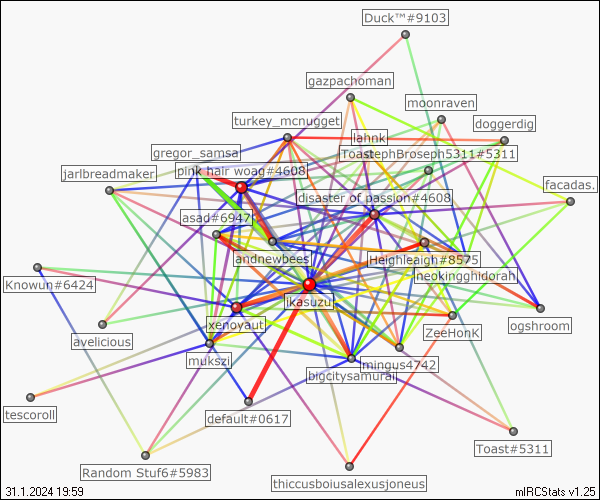 Duck™#9103
gazpachoman
moonraven
turkey_mcnugget
lahnk
doggerdig
gregor_samsa
ToastephBroseph5311#5311
jarlbreadmaker
pink hair woag#4608
facadas.
disaster of passion#4608
asad#6947
andnewbees
Heighleigh#8575
neokingghidorah
Knowun#6424
ikasuzu
xenoyaut
ogshroom
ayelicious
ZeeHonK
mukszi
mingus4742
bigcitysamurai
tescoroll
default#0617
Toast#5311
Random Stuf6#5983
thiccusboiusalexusjoneus
31.1.2024 19:59
mIRCStats v1.25